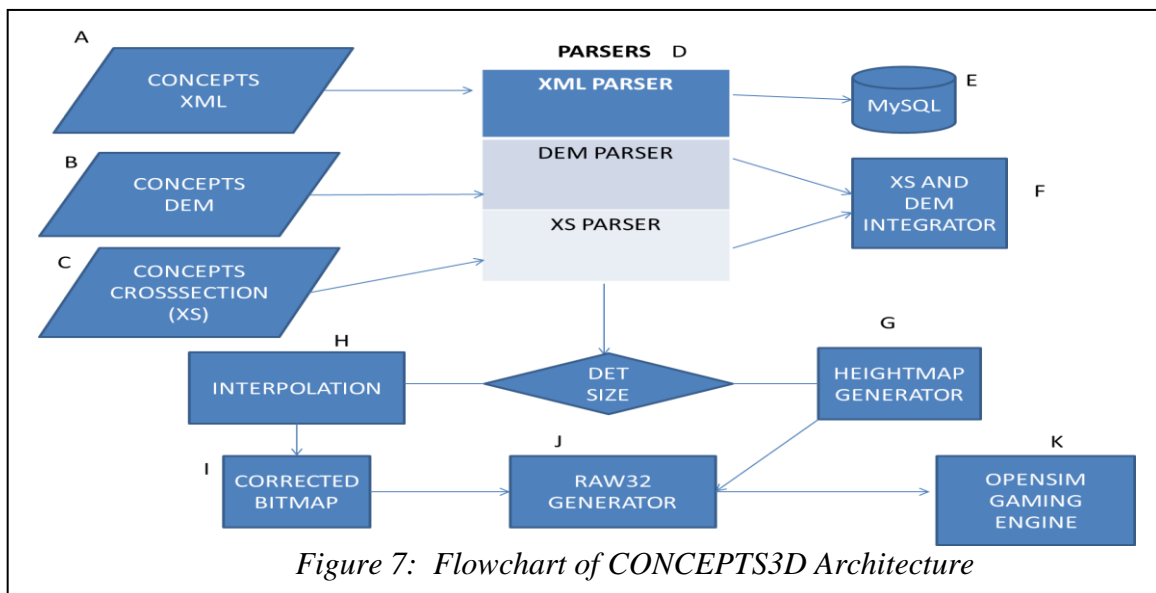 A
CONCEPTS
XML
PARSERS D
XML PARSER
E
MySQL
B
CONCEPTS
DEM
DEM PARSER
XS AND
DEM
INTEGRATOR
F
C
CONCEPTS
CROSSSECTION
(XS)
XS PARSER
H
INTERPOLATION
DET
SIZE
G
HEIGHTMAP
GENERATOR
I
CORRECTED
BITMAP
J
RAW32
GENERATOR
K
OPENSIM
GAMING
ENGINE
Figure 7: Flowchart of CONCEPTS3D Architecture